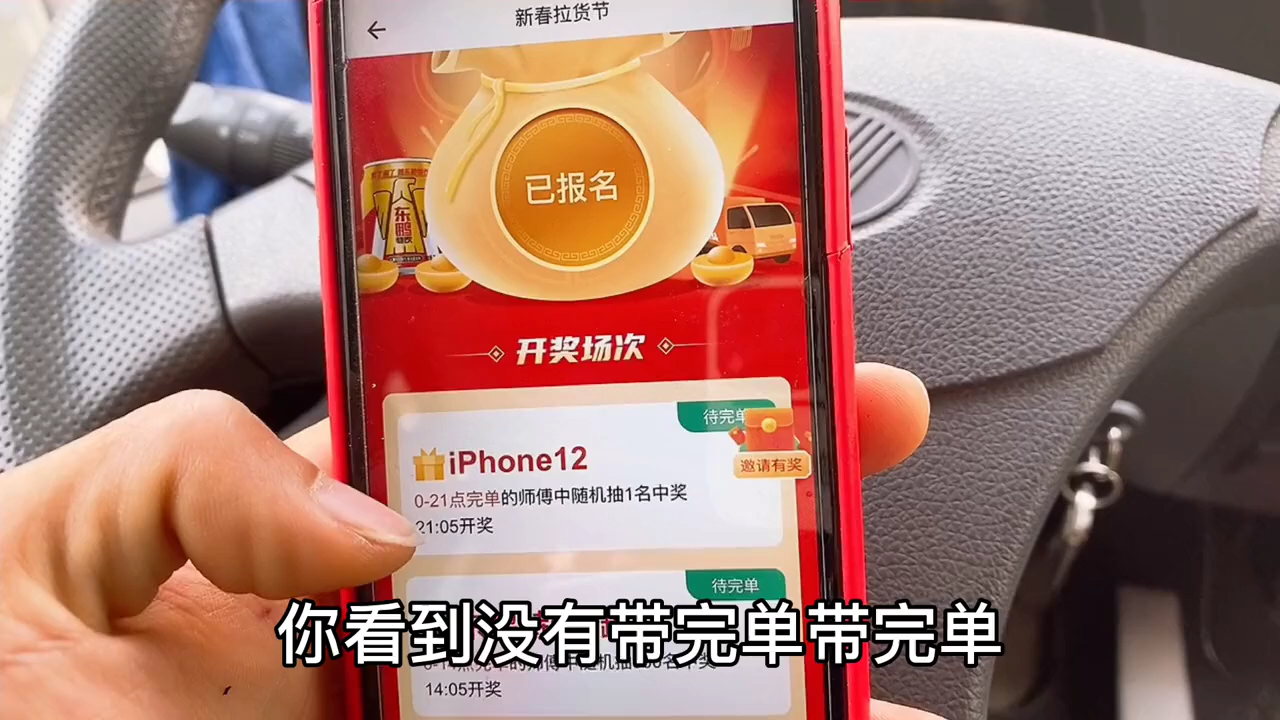 新春拉货节
已报名
东鹏
特饮
开奖场次
待完单
iPhone12
邀请有奖
0-21点完单的师傅中随机抽1名中奖
21:05开奖
待完单
你看到没有带完单带完单
14:05开奖